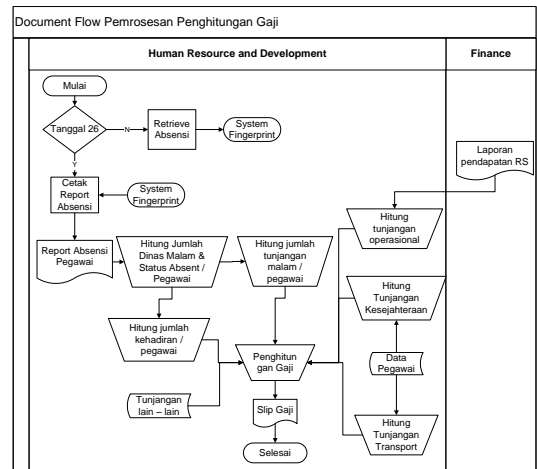 Document Flow Pemrosesan Penghitungan Gaji
Human Resource and Development
Finance
Mulai
Tanggal 26
N
Retrieve
Absensi
System
Fingerprint
Y
Cetak
Report
Absensi
System
Fingerprint
Laporan
pendapatan RS
Hitung
tunjangan
operasional
Report Absensi
Pegawai
Hitung Jumlah
Dinas Malam &
Status Absent /
Pegawai
Hitung jumlah
tunjangan
malam /
pegawai
Hitung
Tunjangan
Kesejahteraan
Hitung jumlah
kehadiran /
pegawai
Penghitun
gan Gaji
Data
Pegawai
Tunjangan
lain – lain
Slip Gaji
Hitung
Tunjangan
Transport
Selesai